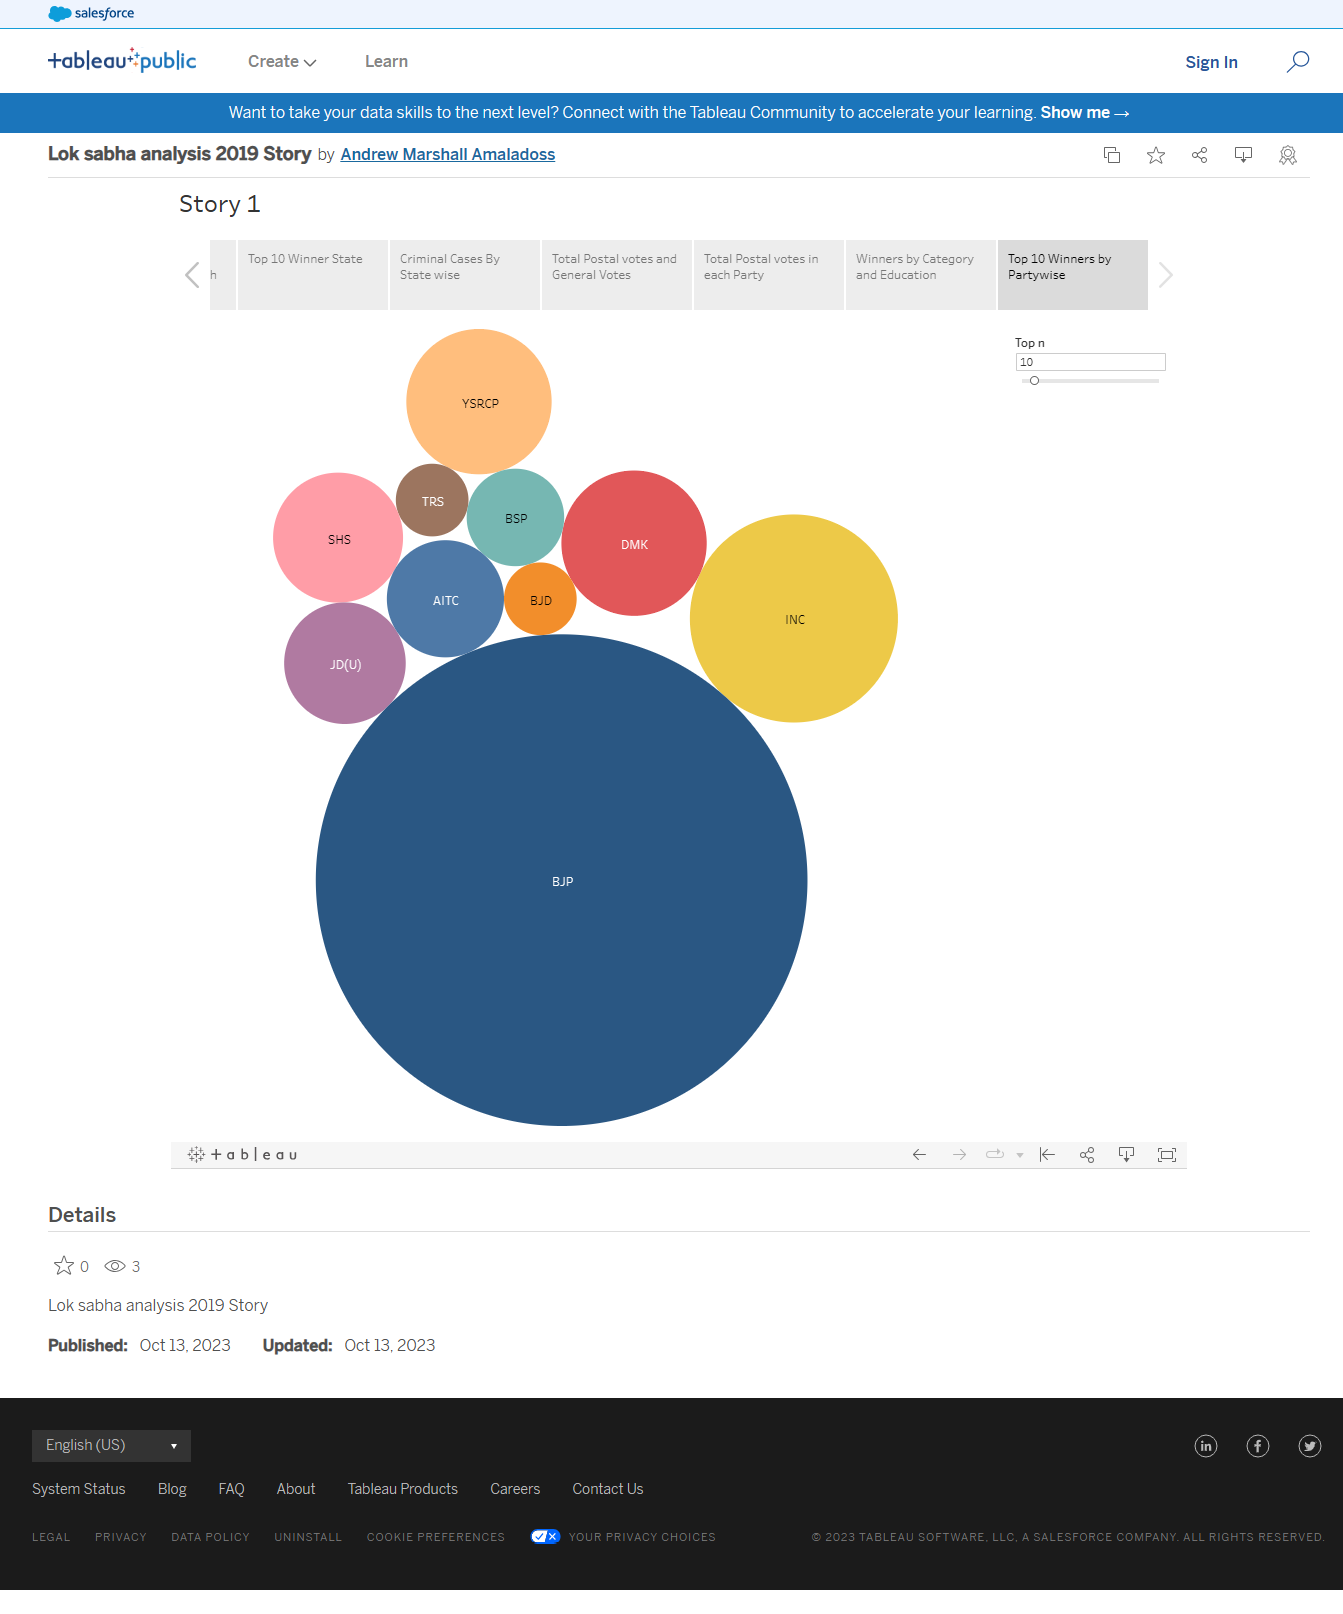 salesforce
+ableau public
Create
Learn
Sign In
Want to take your data skills to the next level? Connect with the Tableau Community to accelerate your learning. Show me →
Lok sabha analysis 2019 Story by Andrew Marshall Amaladoss
Story 1
h
Top 10 Winner State
Criminal Cases By
State wise
Total Postal votes and
General Votes
Total Postal votes in
each Party
Winners by Category
and Education
Top 10 Winners by
Partywise
Top n
10
YSRCP
TRS
BSP
SHS
DMK
AITC
BJD
INC
JD(U)
BJP
+ableau
Details
0
3
Lok sabha analysis 2019 Story
Published: Oct 13, 2023 Updated: Oct 13, 2023
English (US)
System Status Blog FAQ About Tableau Products Careers Contact Us
LEGAL PRIVACY DATA POLICY UNINSTALL COOKIE PREFERENCES YOUR PRIVACY CHOICES © 2023 TABLEAU SOFTWARE, LLC, A SALESFORCE COMPANY. ALL RIGHTS RESERVED.